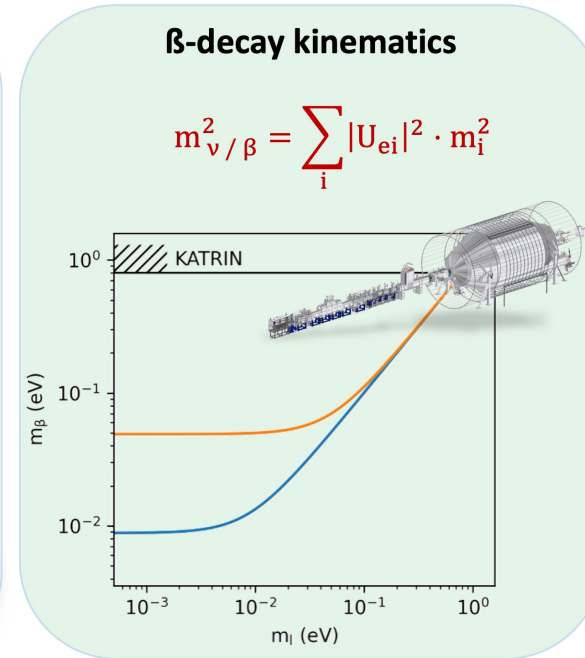 ß-decay kinematics
m²ᵥ / ᵦ = ∑ᵢ |Uₑᵢ|² · mᵢ²
KATRIN
10⁰
10⁻¹
10⁻²
mᵦ (eV)
10⁻³ 10⁻² 10⁻¹ 10⁰
mₗ (eV)